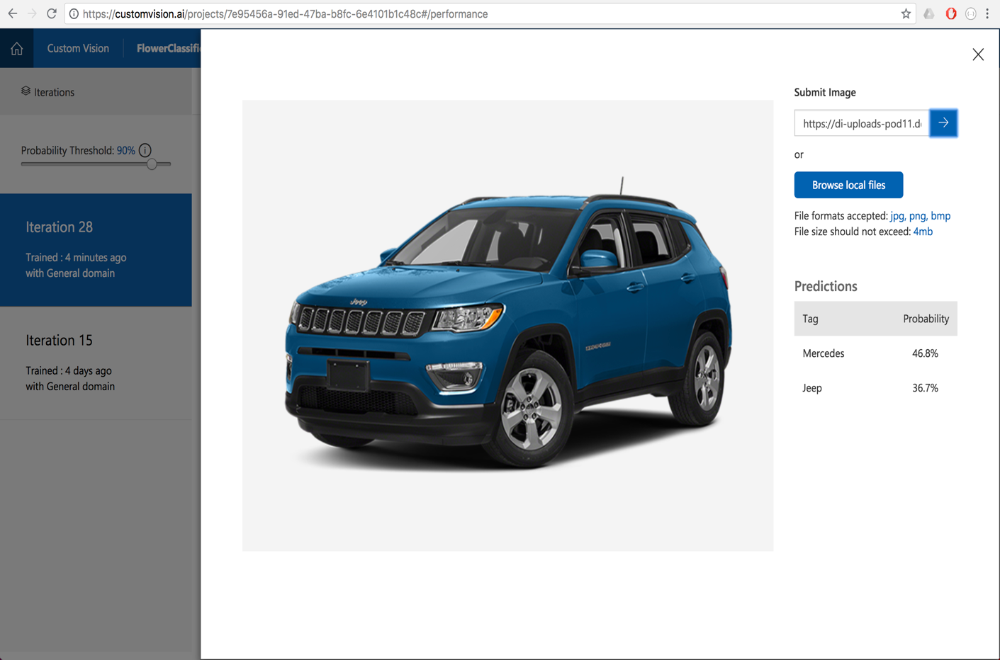 https://customvision.ai/projects/7e95456a-91ed-47ba-b8fc-6e4101b1c48c#/performance
Custom Vision
FlowerClassifi
Iterations
Probability Threshold: 90%
Iteration 28
Trained : 4 minutes ago
with General domain
Iteration 15
Trained : 4 days ago
with General domain
Jeep
Submit Image
https://di-uploads-pod11.d
or
Browse local files
File formats accepted: jpg, png, bmp
File size should not exceed: 4mb
Predictions
Tag Probability
Mercedes 46.8%
Jeep 36.7%